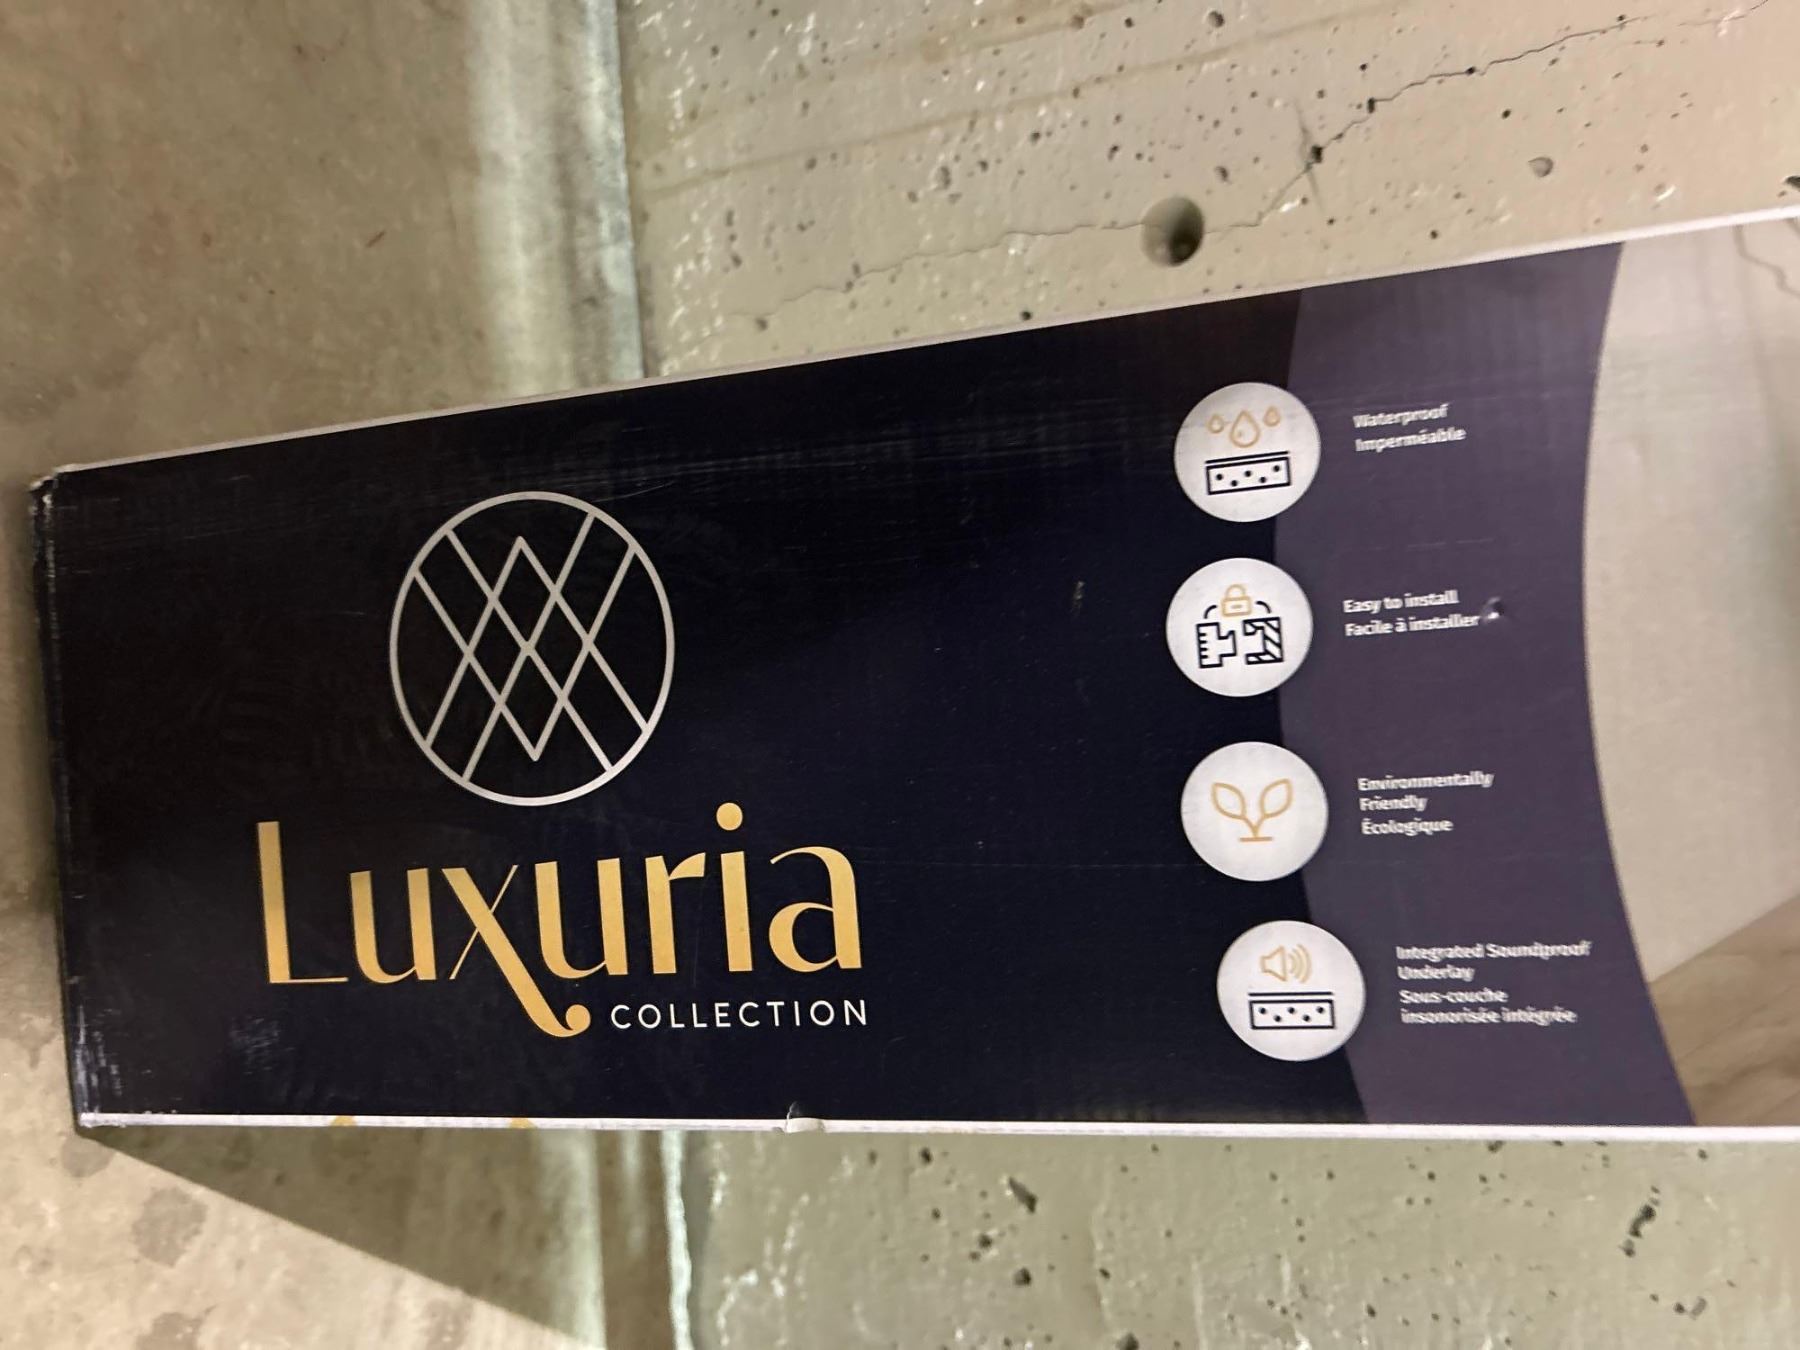 Luxuria
COLLECTION
Waterproof
Imperméable
Easy to install
Facile à installer
Environmentally
Friendly
Écologique
Integrated Soundproof
Underlay
Sous-couche
insonorisée intégrée